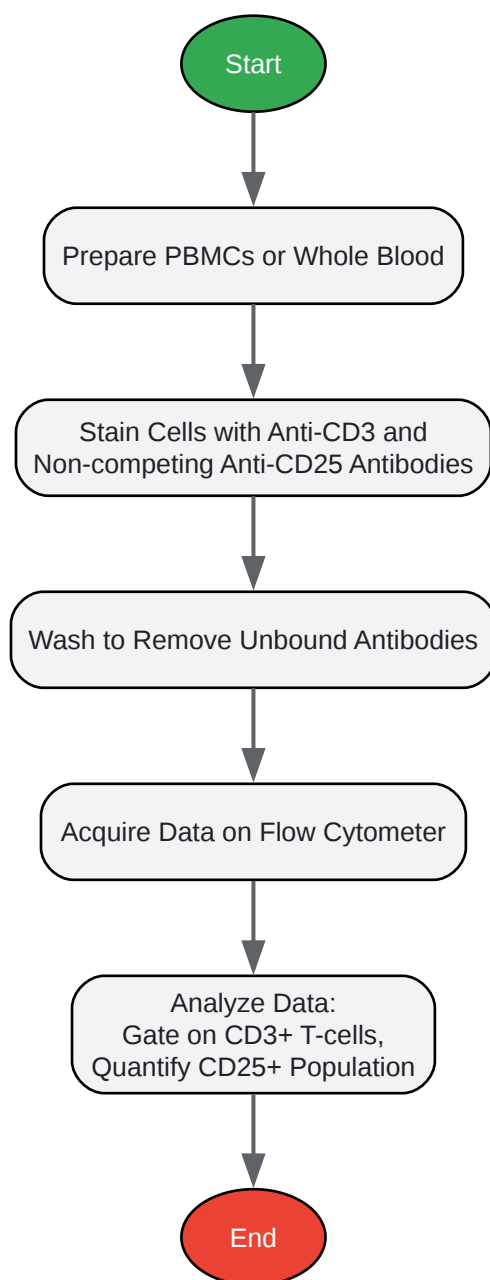 Start
Prepare PBMCs or Whole Blood
Stain Cells with Anti-CD3 and
Non-competing Anti-CD25 Antibodies
Wash to Remove Unbound Antibodies
Acquire Data on Flow Cytometer
Analyze Data:
Gate on CD3+ T-cells,
Quantify CD25+ Population
End